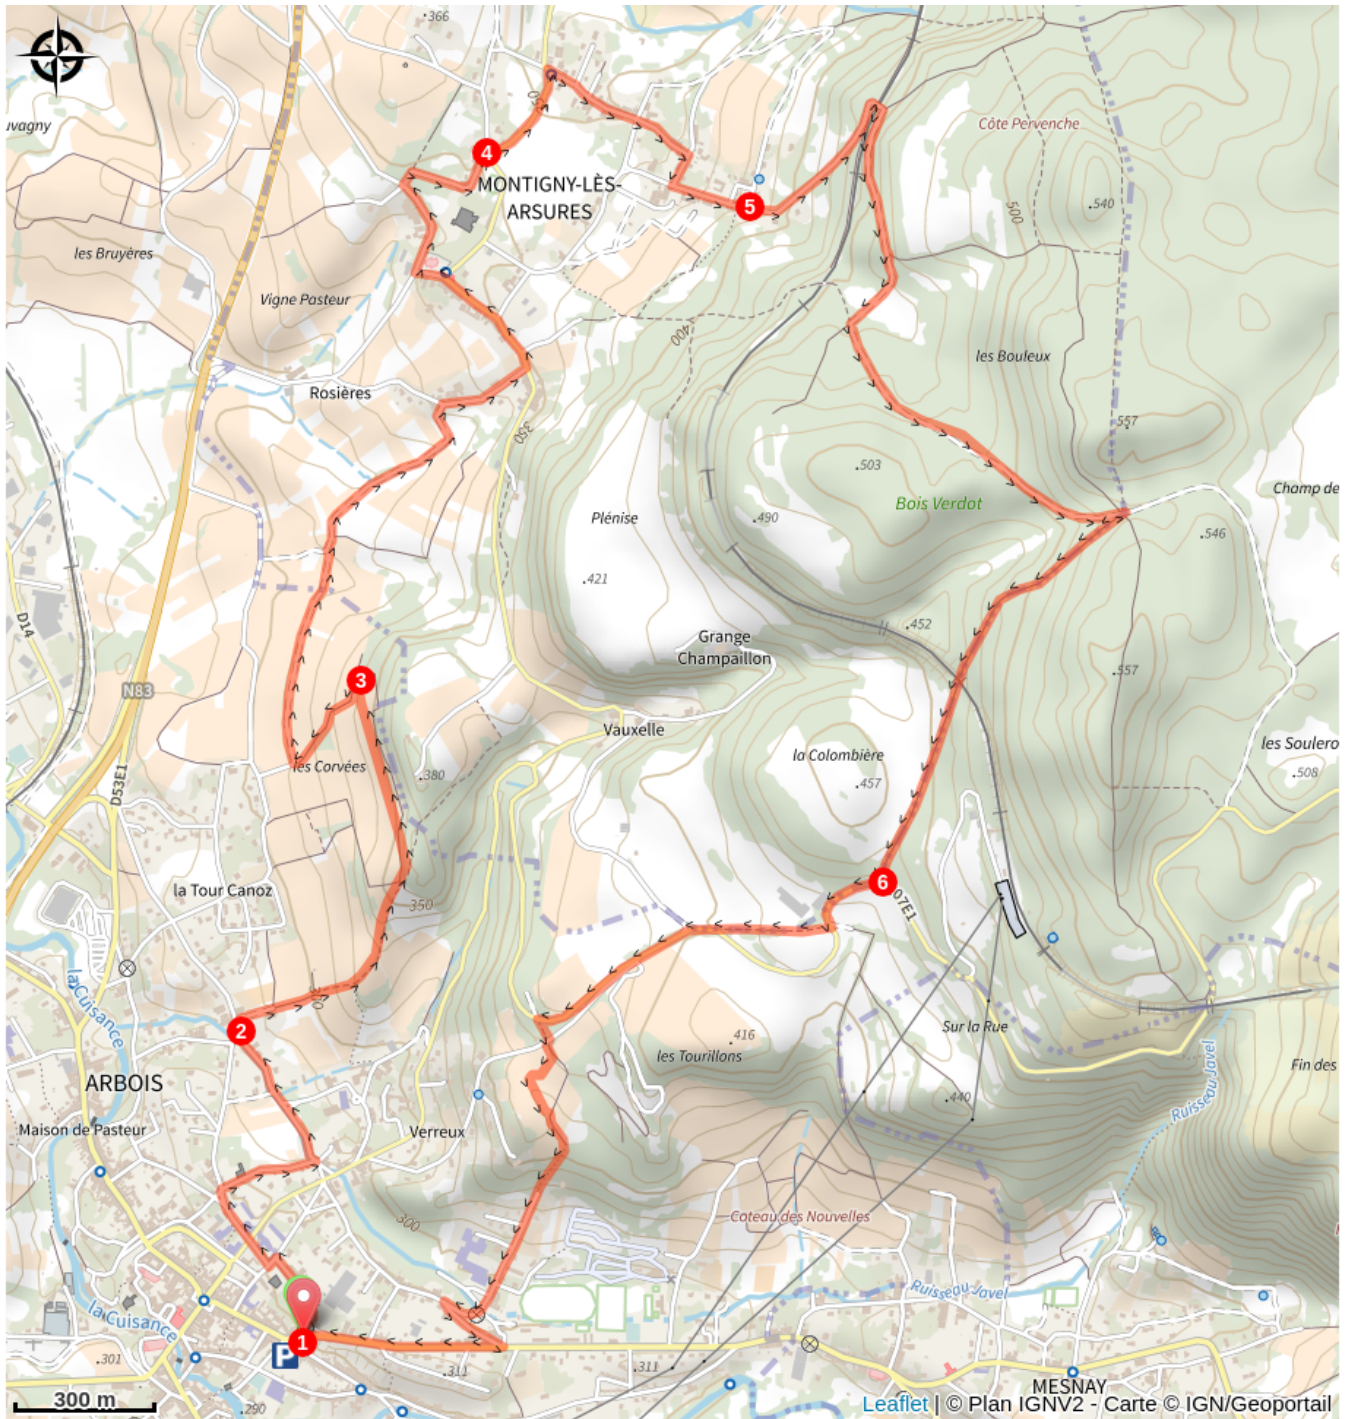 366
uvagny
Côte Pervenche
50
4
MONTIGNY-LÈS-
ARSURES
5
540
500
les Bruyères
Vigne Pasteur
400
les Bouleux
Rosières
350
557
503
Bois Verdot
Champ de
Plénise
490
546
421
D14
452
Grange
Champaillon
3
557
N83
Vauxelle
les Soulero
la Colombière
les Corvées
380
457
508
D53E1
6
la Tour Canoz
07E1
350
la Cuisance
2
416
Sur la Rue
les Tourillons
Fin des
ARBOIS
440
Ruisseau Javel
Maison de Pasteur
Verreux
300
Coteau des Nouvelles
Ruisseau Javel
la Cuisance
1
P
301
311
311
MESNAY
300 m
290
Leaflet | © Plan IGNV2 - Carte © IGN/Geoportail